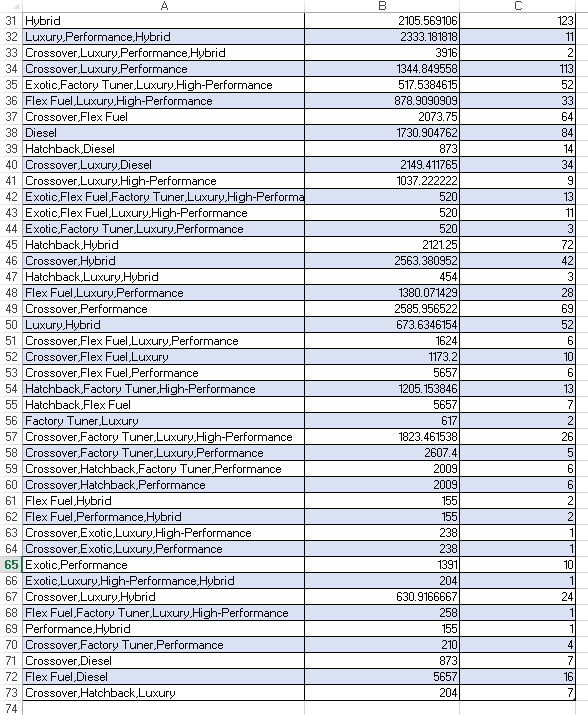 A B C
31 Hybrid 2105.569106 123
32 Luxury,Performance,Hybrid 2333.181818 11
33 Crossover,Luxury,Performance,Hybrid 3916 2
34 Crossover,Luxury,Performance 1344.849558 113
35 Exotic,Factory Tuner,Luxury,High-Performance 517.5384615 52
36 Flex Fuel,Luxury,High-Performance 878.9090909 33
37 Crossover,Flex Fuel 2073.75 64
38 Diesel 1730.904762 84
39 Hatchback,Diesel 873 14
40 Crossover,Luxury,Diesel 2149.411765 34
41 Crossover,Luxury,High-Performance 1037.222222 9
42 Exotic,Flex Fuel,Factory Tuner,Luxury,High-Performa 520 13
43 Exotic,Flex Fuel,Luxury,High-Performance 520 11
44 Exotic,Factory Tuner,Luxury,Performance 520 3
45 Hatchback,Hybrid 2121.25 72
46 Crossover,Hybrid 2563.380952 42
47 Hatchback,Luxury,Hybrid 454 3
48 Flex Fuel,Luxury,Performance 1380.071429 28
49 Crossover,Performance 2585.956522 69
50 Luxury,Hybrid 673.6346154 52
51 Crossover,Flex Fuel,Luxury,Performance 1624 6
52 Crossover,Flex Fuel,Luxury 1173.2 10
53 Crossover,Flex Fuel,Performance 5657 6
54 Hatchback,Factory Tuner,High-Performance 1205.153846 13
55 Hatchback,Flex Fuel 5657 7
56 Factory Tuner,Luxury 617 2
57 Crossover,Factory Tuner,Luxury,High-Performance 1823.461538 26
58 Crossover,Factory Tuner,Luxury,Performance 2607.4 5
59 Crossover,Hatchback,Factory Tuner,Performance 2009 6
60 Crossover,Hatchback,Performance 2009 6
61 Flex Fuel,Hybrid 155 2
62 Flex Fuel,Performance,Hybrid 155 2
63 Crossover,Exotic,Luxury,High-Performance 238 1
64 Crossover,Exotic,Luxury,Performance 238 1
65 Exotic,Performance 1391 10
66 Exotic,Luxury,High-Performance,Hybrid 204 1
67 Crossover,Luxury,Hybrid 630.9166667 24
68 Flex Fuel,Factory Tuner,Luxury,High-Performance 258 1
69 Performance,Hybrid 155 1
70 Crossover,Factory Tuner,Performance 210 4
71 Crossover,Diesel 873 7
72 Flex Fuel,Diesel 5657 16
73 Crossover,Hatchback,Luxury 204 7
74